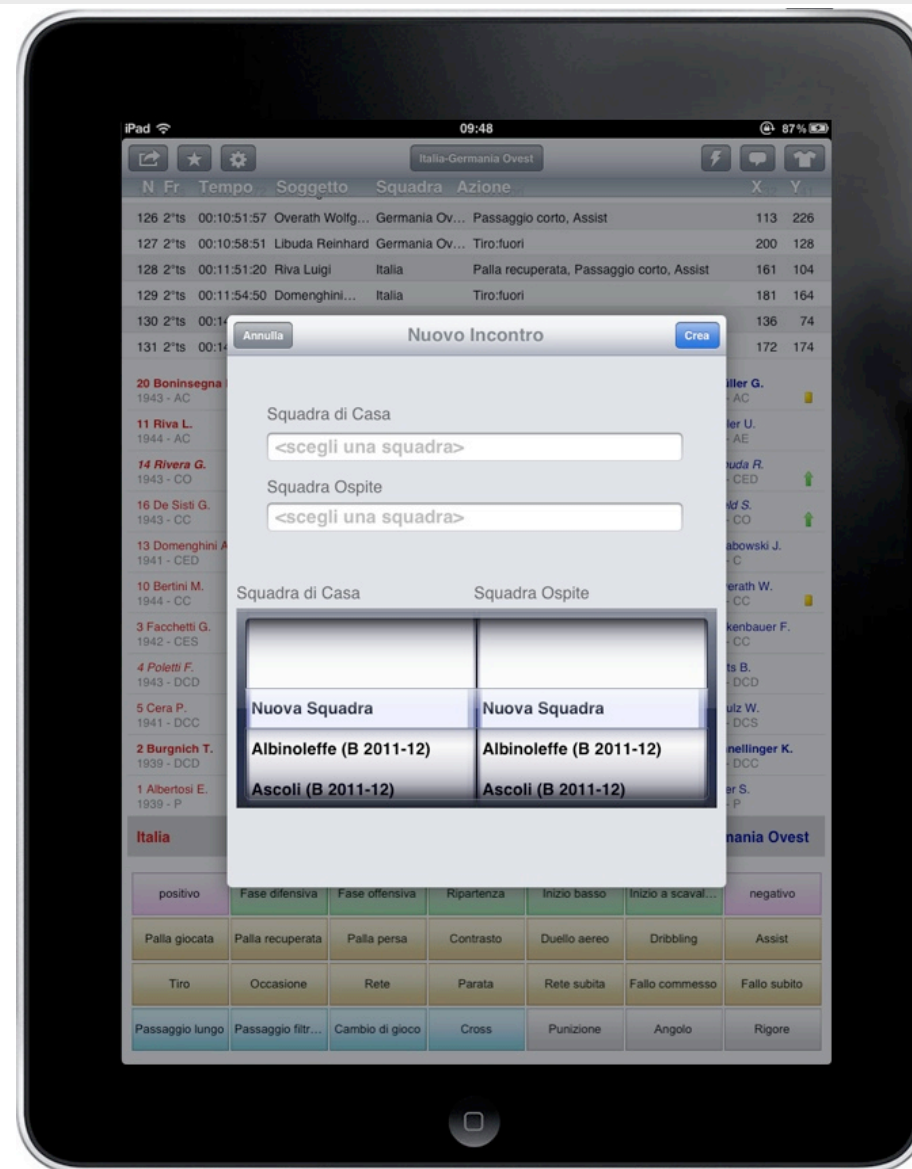 iPad 09:48 87%
Italia-Germania Ovest
N Fr Tempo Soggetto Squadra Azione X Y
126 2°ts 00:10:51:57 Overath Wolfg... Germania Ov... Passaggio corto, Assist 113 226
127 2°ts 00:10:58:51 Libuda Reinhard Germania Ov... Tiro:fuori 200 128
128 2°ts 00:11:51:20 Riva Luigi Italia Palla recuperata, Passaggio corto, Assist 161 104
129 2°ts 00:11:54:50 Domenghini... Italia Tiro:fuori 181 164
130 2°ts 136 74
131 2°ts 172 174
Annulla Nuovo Incontro Crea
Squadra di Casa
<scegli una squadra>
Squadra Ospite
<scegli una squadra>
Squadra di Casa Squadra Ospite
Nuova Squadra Nuova Squadra
Albinoleffe (B 2011-12) Albinoleffe (B 2011-12)
Ascoli (B 2011-12) Ascoli (B 2011-12)
20 Boninsegna
1943 - AC
11 Riva L.
1944 - AC
14 Rivera G.
1943 - CO
16 De Sisti G.
1943 - CC
13 Domenghini A
1941 - CED
10 Bertini M.
1944 - CC
3 Facchetti G.
1942 - CES
4 Poletti F.
1943 - DCD
5 Cera P.
1941 - DCC
2 Burgnich T.
1939 - DCD
1 Albertosi E.
1939 - P
G.
AC
U.
AE
R.
CED
S.
CO
J.
C
W.
CC
F.
CC
B.
DCD
W.
DCS
K.
DCC
S.
P
Italia Ovest
positivo Fase difensiva Fase offensiva Ripartenza Inizio basso Inizio a scaval... negativo
Palla giocata Palla recuperata Palla persa Contrasto Duello aereo Dribbling Assist
Tiro Occasione Rete Parata Rete subita Fallo commesso Fallo subito
Passaggio lungo Passaggio filtr... Cambio di gioco Cross Punizione Angolo Rigore